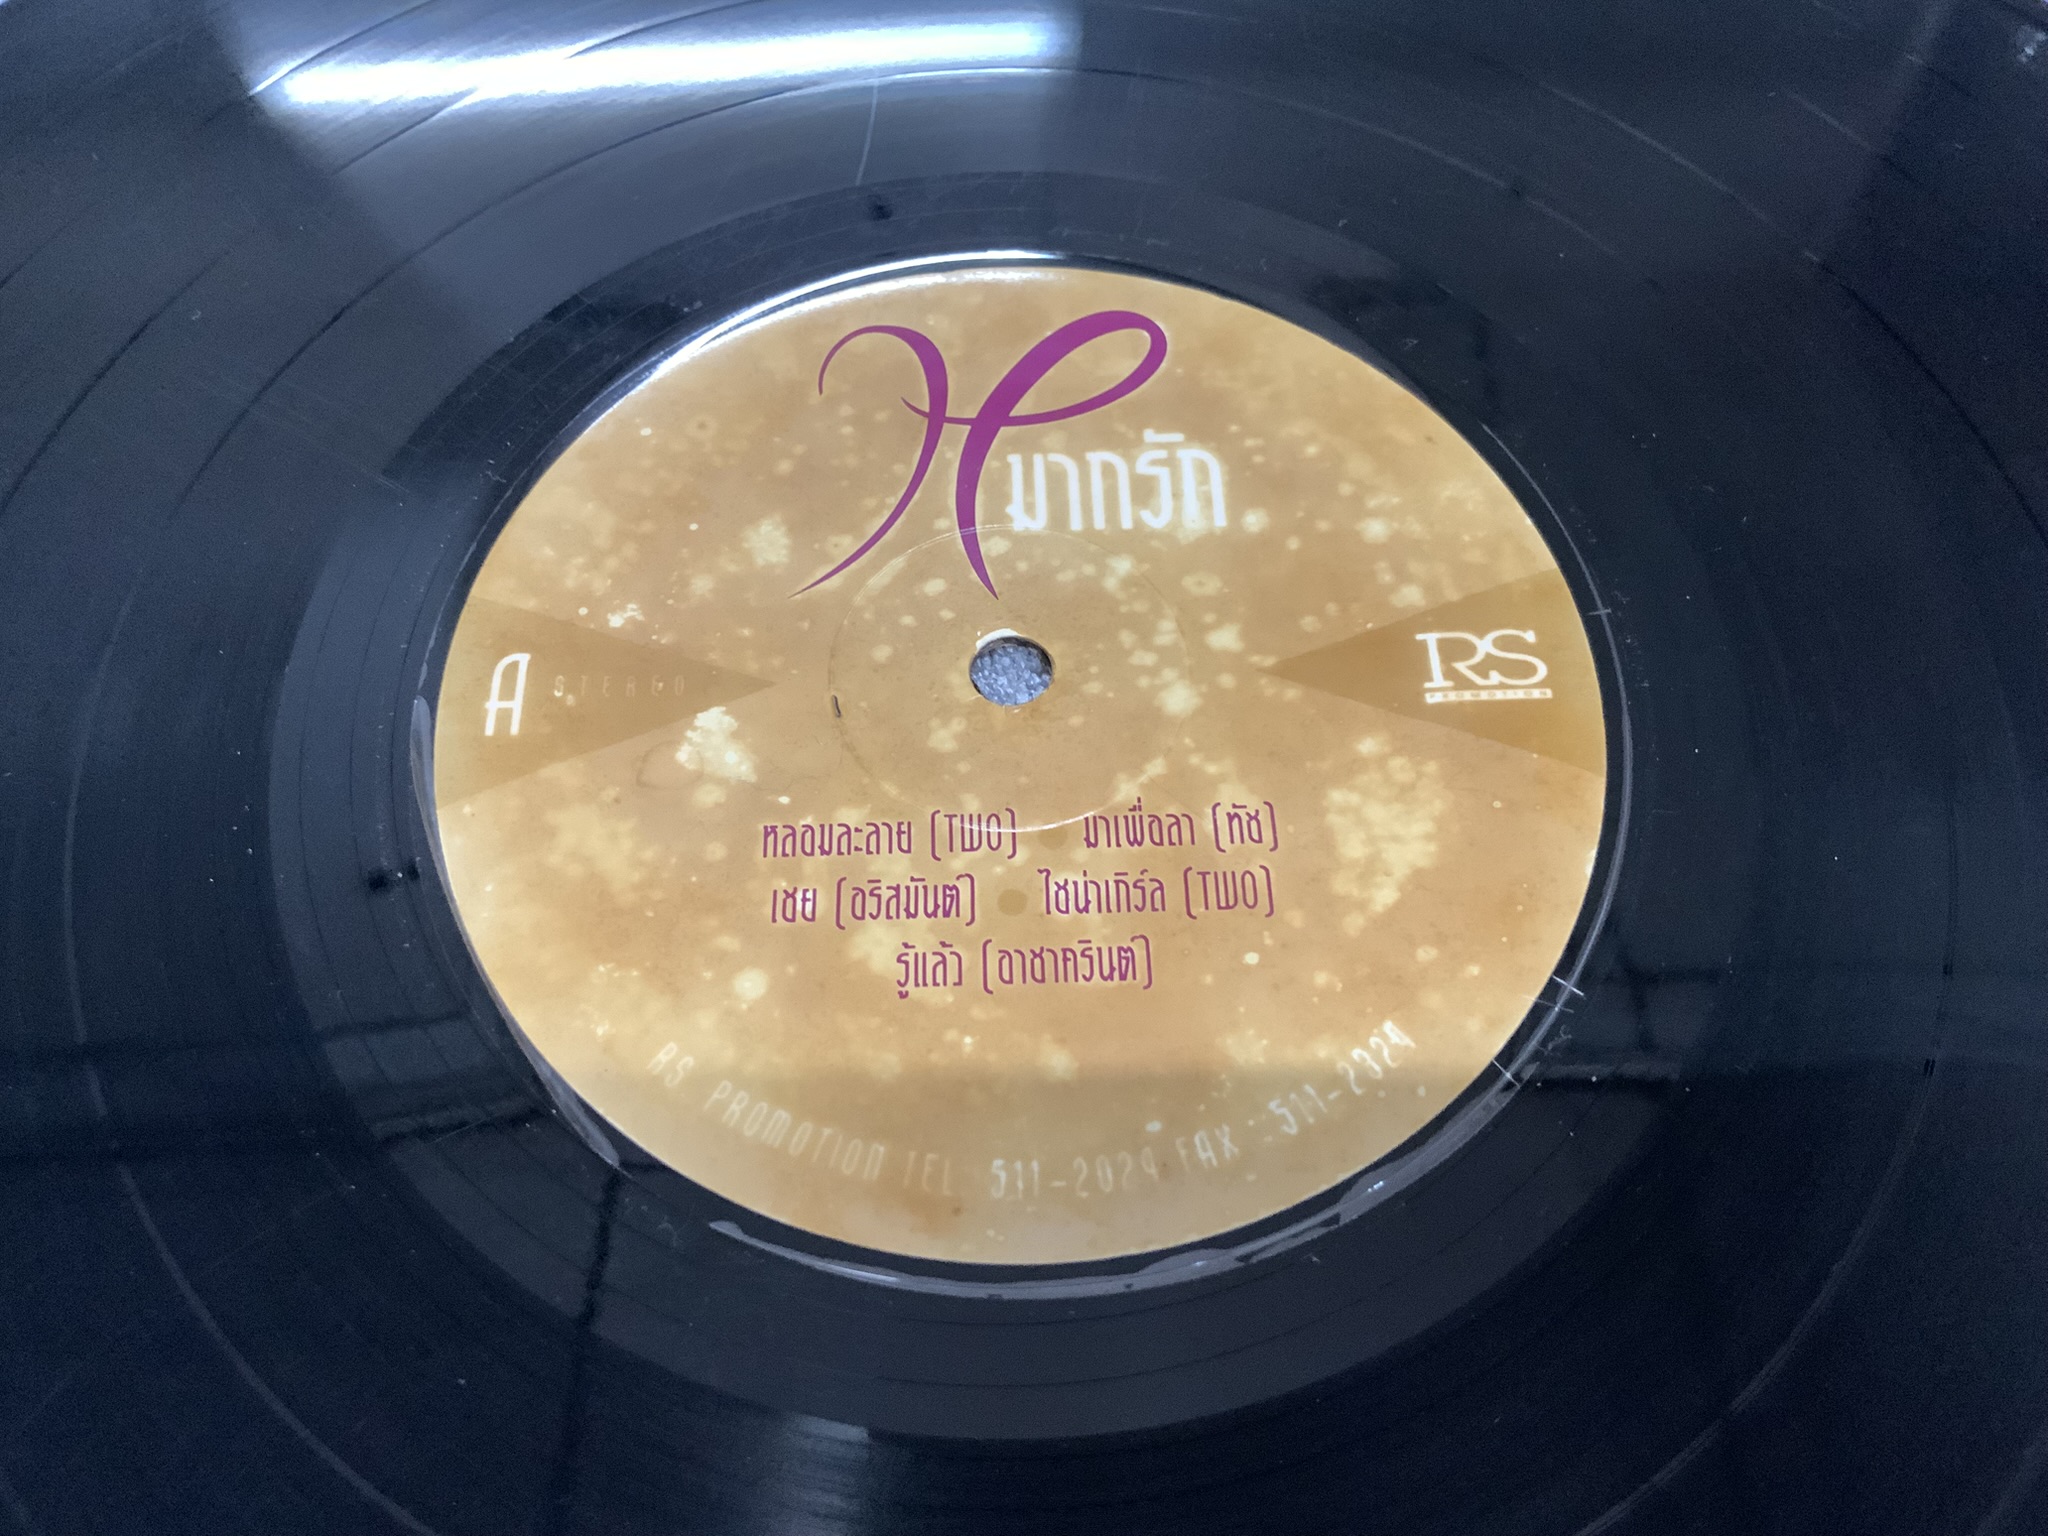 หมากรัก
A STEREO
RS
PROMOTION
หลอมละลาย (TWO) มาเพื่อลา (ทัช)
เชย (อริสมันต์) ไชน่าเกิร์ล (TWO)
รู้แล้ว (อาชาครินต์)
RS PROMOTION TEL. 511-2024 FAX : 511-2324